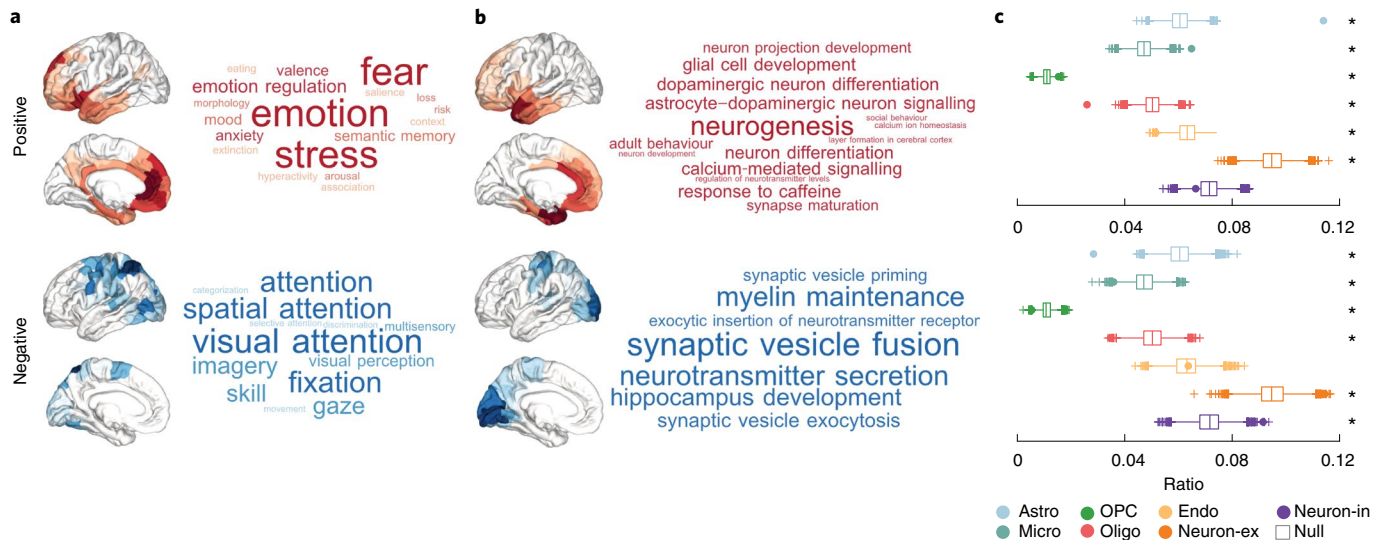 a
b
c
Positive
eating
valence
fear
emotion regulation
salience
morphology
loss
emotion
risk
mood
context
anxiety
semantic memory
extinction
stress
hyperactivity
arousal
association
neuron projection development
glial cell development
dopaminergic neuron differentiation
astrocyte–dopaminergic neuron signalling
social behaviour
neurogenesis
calcium ion homeostasis
adult behaviour
layer formation in cerebral cortex
neuron development
neuron differentiation
calcium-mediated signalling
regulation of neurotransmitter levels
response to caffeine
synapse maturation
*
*
*
*
*
*
0 0.04 0.08 0.12
Negative
attention
categorization
spatial attention
selective attention
discrimination
multisensory
visual attention
imagery
visual perception
fixation
skill
movement
gaze
synaptic vesicle priming
myelin maintenance
exocytic insertion of neurotransmitter receptor
synaptic vesicle fusion
neurotransmitter secretion
hippocampus development
synaptic vesicle exocytosis
*
*
*
*
*
*
0 0.04 0.08 0.12
Ratio
Astro OPC Endo Neuron-in
Micro Oligo Neuron-ex Null